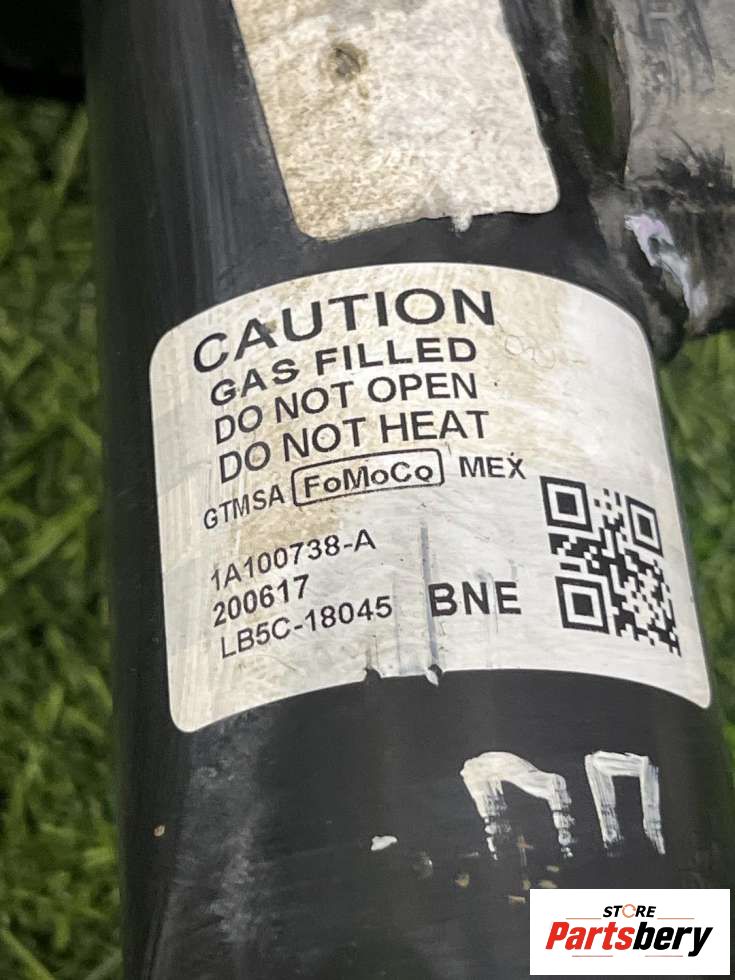 CAUTION
GAS FILLED
DO NOT OPEN
DO NOT HEAT
GTMSA FoMoCo MEX
1A100738-A
200617
LB5C-18045 BNE
ПП
STORE
Partsbery